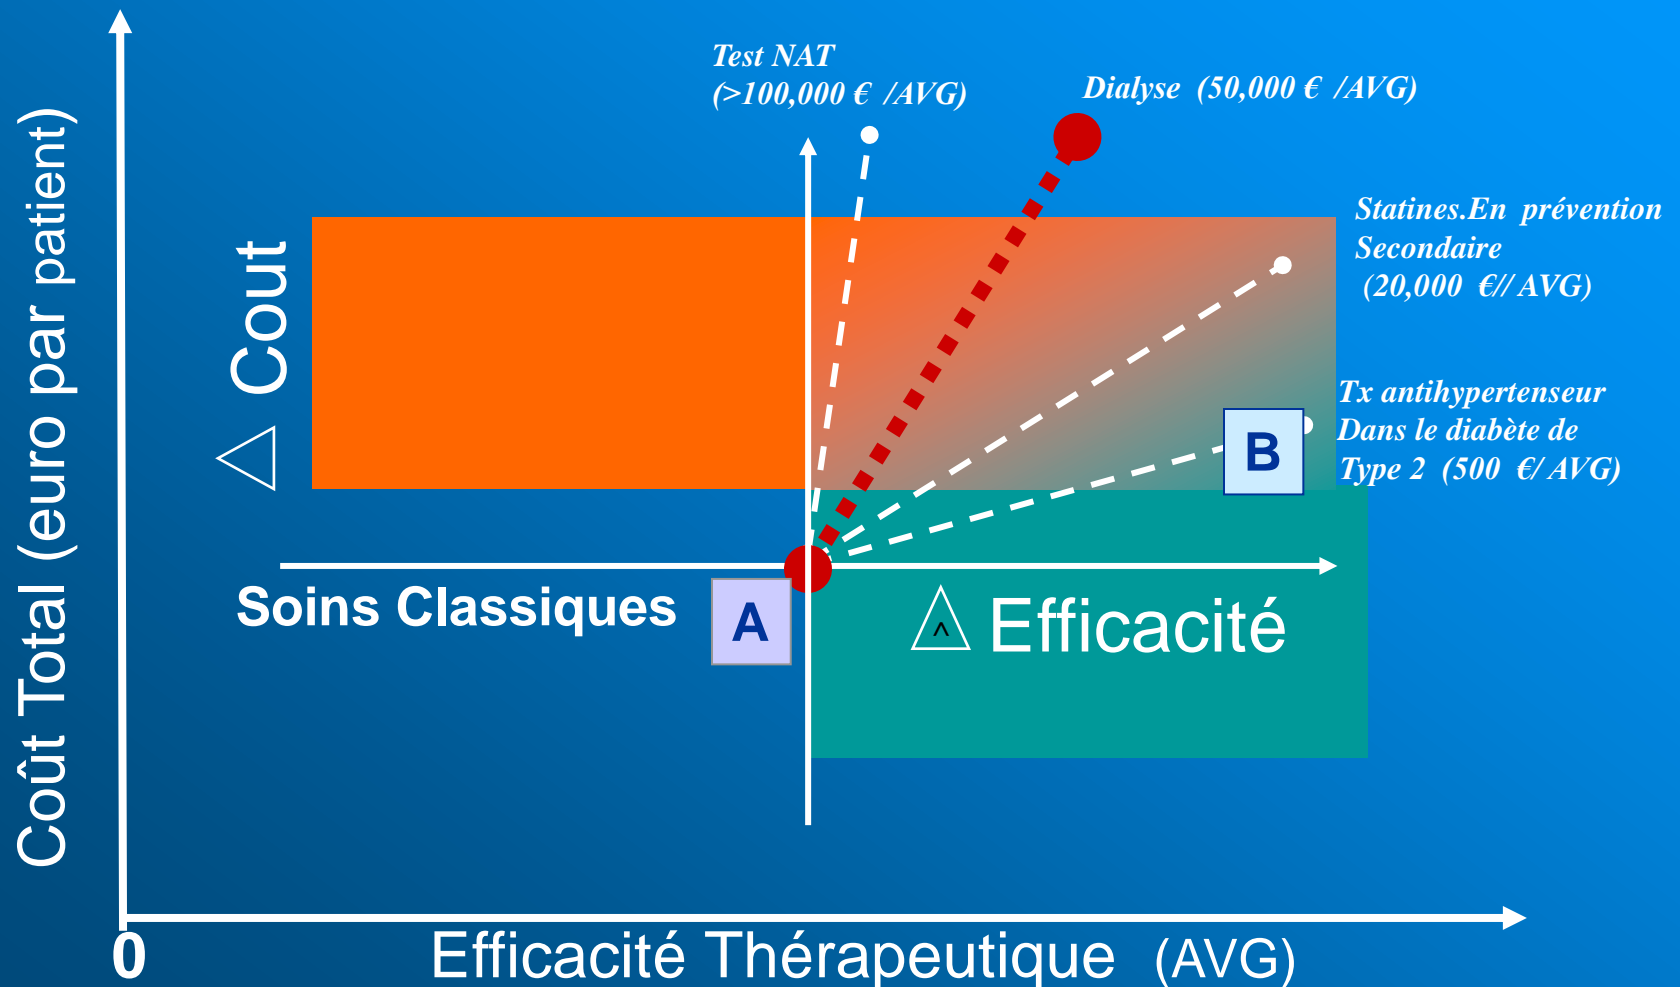 Test NAT
(>100,000 € /AVG)
Dialyse (50,000 € /AVG)
Statines.En prévention
Secondaire
(20,000 €// AVG)
Tx antihypertenseur
Dans le diabète de
Type 2 (500 €/ AVG)
Coût Total (euro par patient)
Cout
B
Soins Classiques
A
^
Efficacité
0
Efficacité Thérapeutique (AVG)